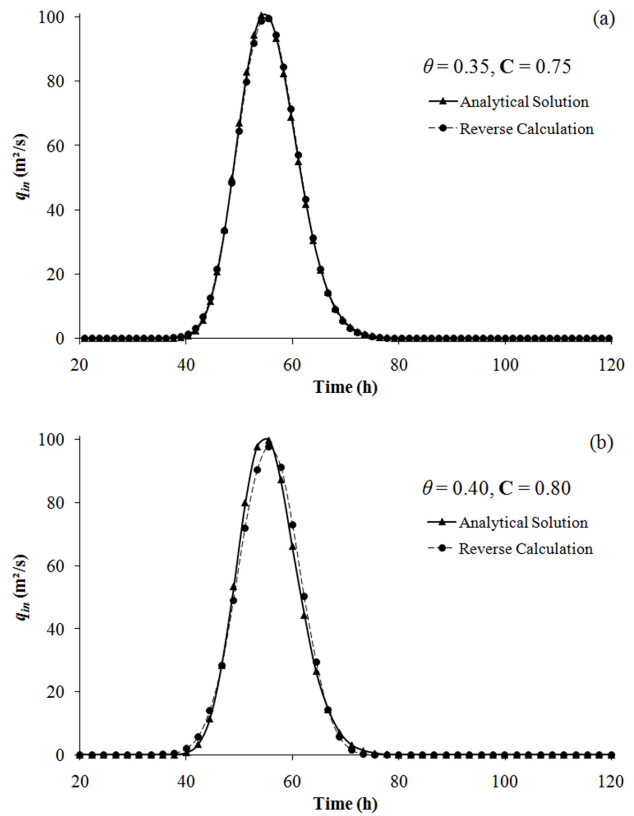 (a)
100
80
60
40
20
0
q_in (m²/s)
θ = 0.35, C = 0.75
Analytical Solution
Reverse Calculation
20 40 60 80 100 120
Time (h)
(b)
100
80
60
40
20
0
q_in (m²/s)
θ = 0.40, C = 0.80
Analytical Solution
Reverse Calculation
20 40 60 80 100 120
Time (h)